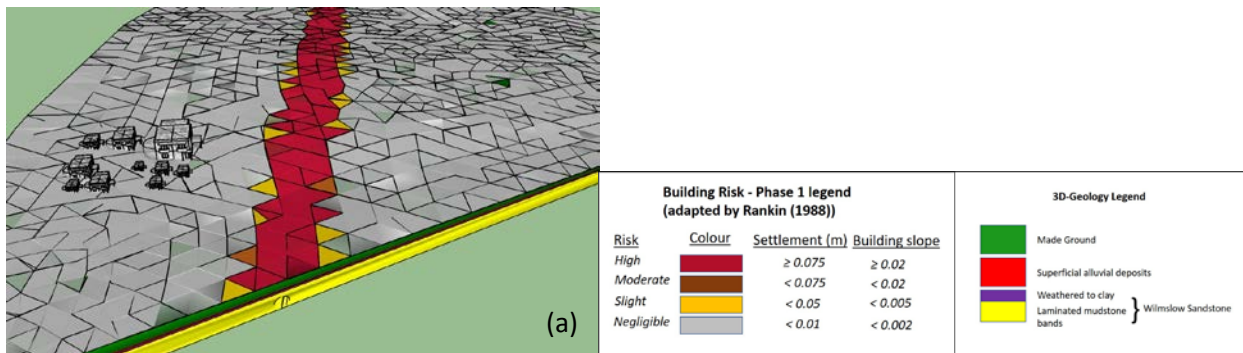 (a)
Building Risk - Phase 1 legend
(adapted by Rankin (1988))
Risk Colour Settlement (m) Building slope
High ≥ 0.075 ≥ 0.02
Moderate < 0.075 < 0.02
Slight < 0.05 < 0.005
Negligible < 0.01 < 0.002
3D-Geology Legend
Made Ground
Superficial alluvial deposits
Weathered to clay
Laminated mudstone
bands
} Wilmslow Sandstone